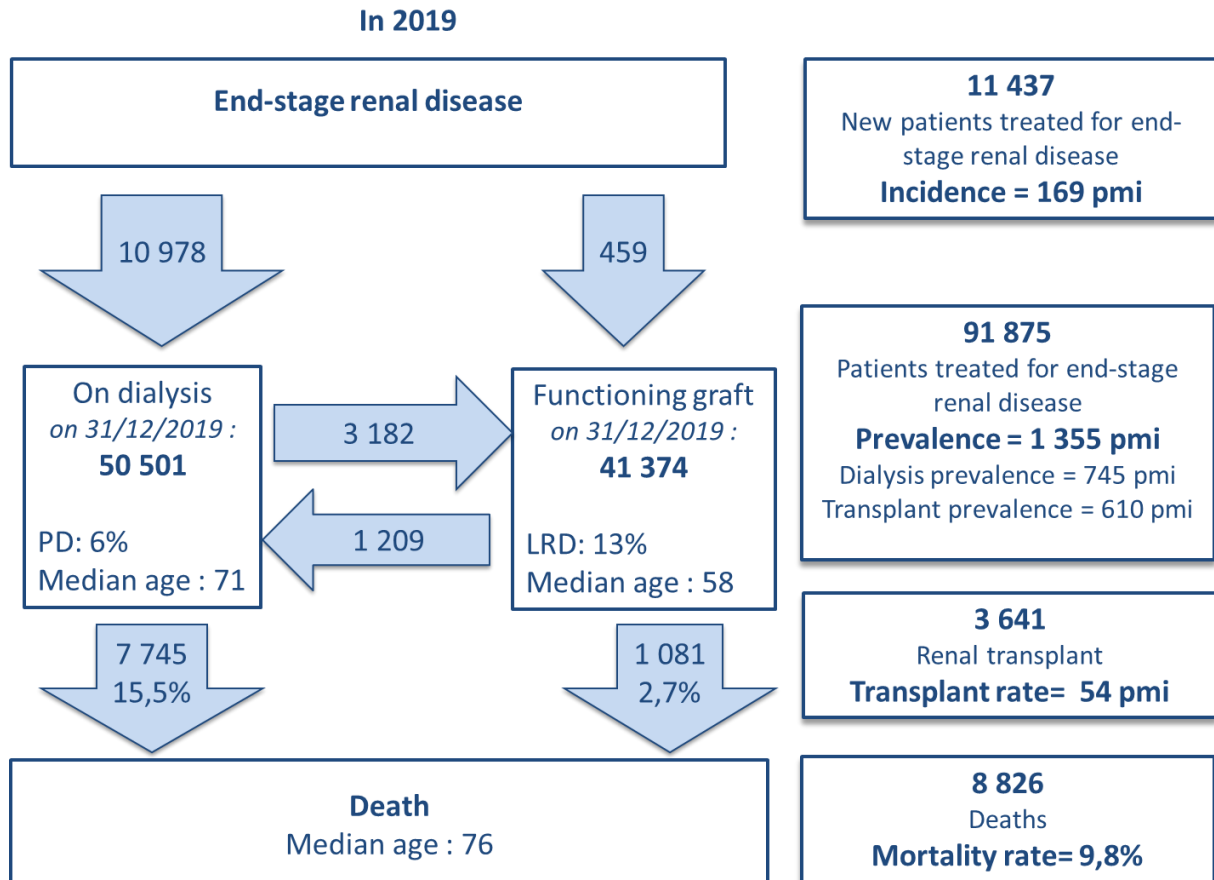 In 2019
End-stage renal disease
11 437
New patients treated for end-
stage renal disease
Incidence = 169 pmi
10 978
459
91 875
Patients treated for end-stage
renal disease
Prevalence = 1 355 pmi
Dialysis prevalence = 745 pmi
Transplant prevalence = 610 pmi
On dialysis
on 31/12/2019 :
50 501
PD: 6%
Median age : 71
3 182
1 209
Functioning graft
on 31/12/2019 :
41 374
LRD: 13%
Median age : 58
3 641
Renal transplant
Transplant rate= 54 pmi
7 745
15,5%
1 081
2,7%
Death
Median age : 76
8 826
Deaths
Mortality rate= 9,8%